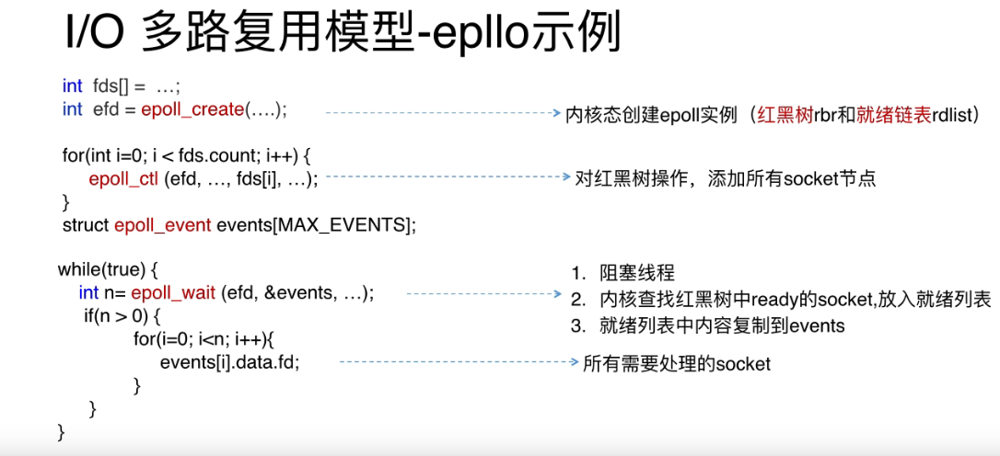 I/O 多路复用模型-epllo示例
int fds[] = …;
int efd = epoll_create(….);
内核态创建epoll实例（红黑树rbr和就绪链表rdlist）
for(int i=0; i < fds.count; i++) {
epoll_ctl (efd, …, fds[i], …);
对红黑树操作，添加所有socket节点
}
struct epoll_event events[MAX_EVENTS];
while(true) {
1. 阻塞线程
int n= epoll_wait (efd, &events, …);
2. 内核查找红黑树中ready的socket,放入就绪列表
if(n > 0) {
3. 就绪列表中内容复制到events
for(i=0; i<n; i++){
events[i].data.fd;
所有需要处理的socket
}
}
}